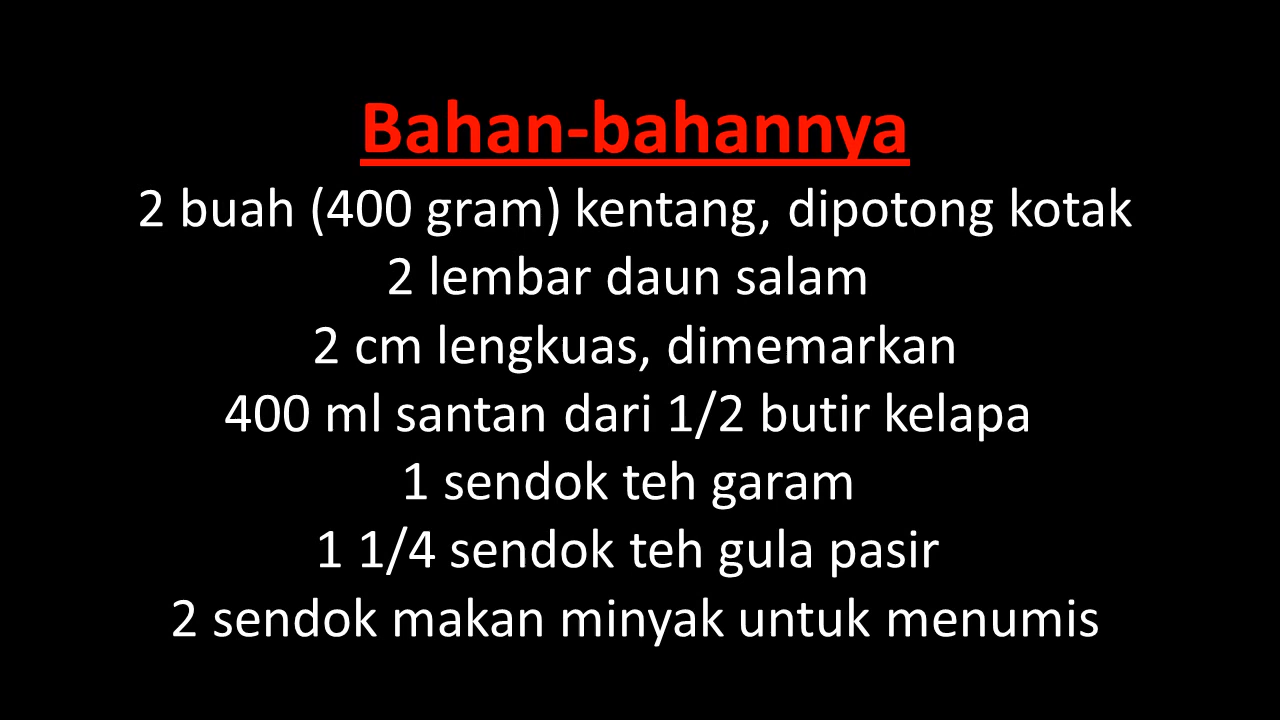 Bahan-bahannya
2 buah (400 gram) kentang, dipotong kotak
2 lembar daun salam
2 cm lengkuas, dimemarkan
400 ml santan dari 1/2 butir kelapa
1 sendok teh garam
1 1/4 sendok teh gula pasir
2 sendok makan minyak untuk menumis